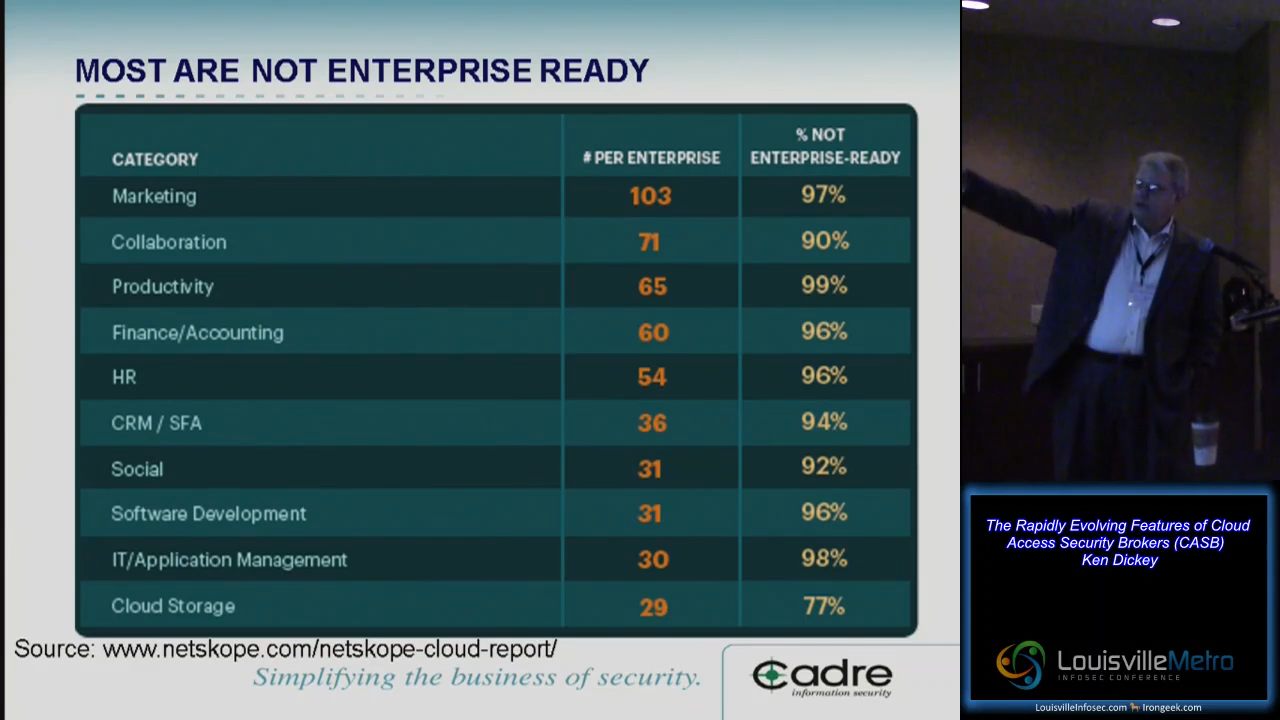 MOST ARE NOT ENTERPRISE READY
CATEGORY # PER ENTERPRISE % NOT ENTERPRISE-READY
Marketing 103 97%
Collaboration 71 90%
Productivity 65 99%
Finance/Accounting 60 96%
HR 54 96%
CRM / SFA 36 94%
Social 31 92%
Software Development 31 96%
IT/Application Management 30 98%
Cloud Storage 29 77%
Source: www.netskope.com/netskope-cloud-report/
Simplifying the business of security.
Cadre
information security
The Rapidly Evolving Features of Cloud
Access Security Brokers (CASB)
Ken Dickey
LouisvilleMetro
INFOSEC CONFERENCE
LouisvilleInfosec.com Irongeek.com